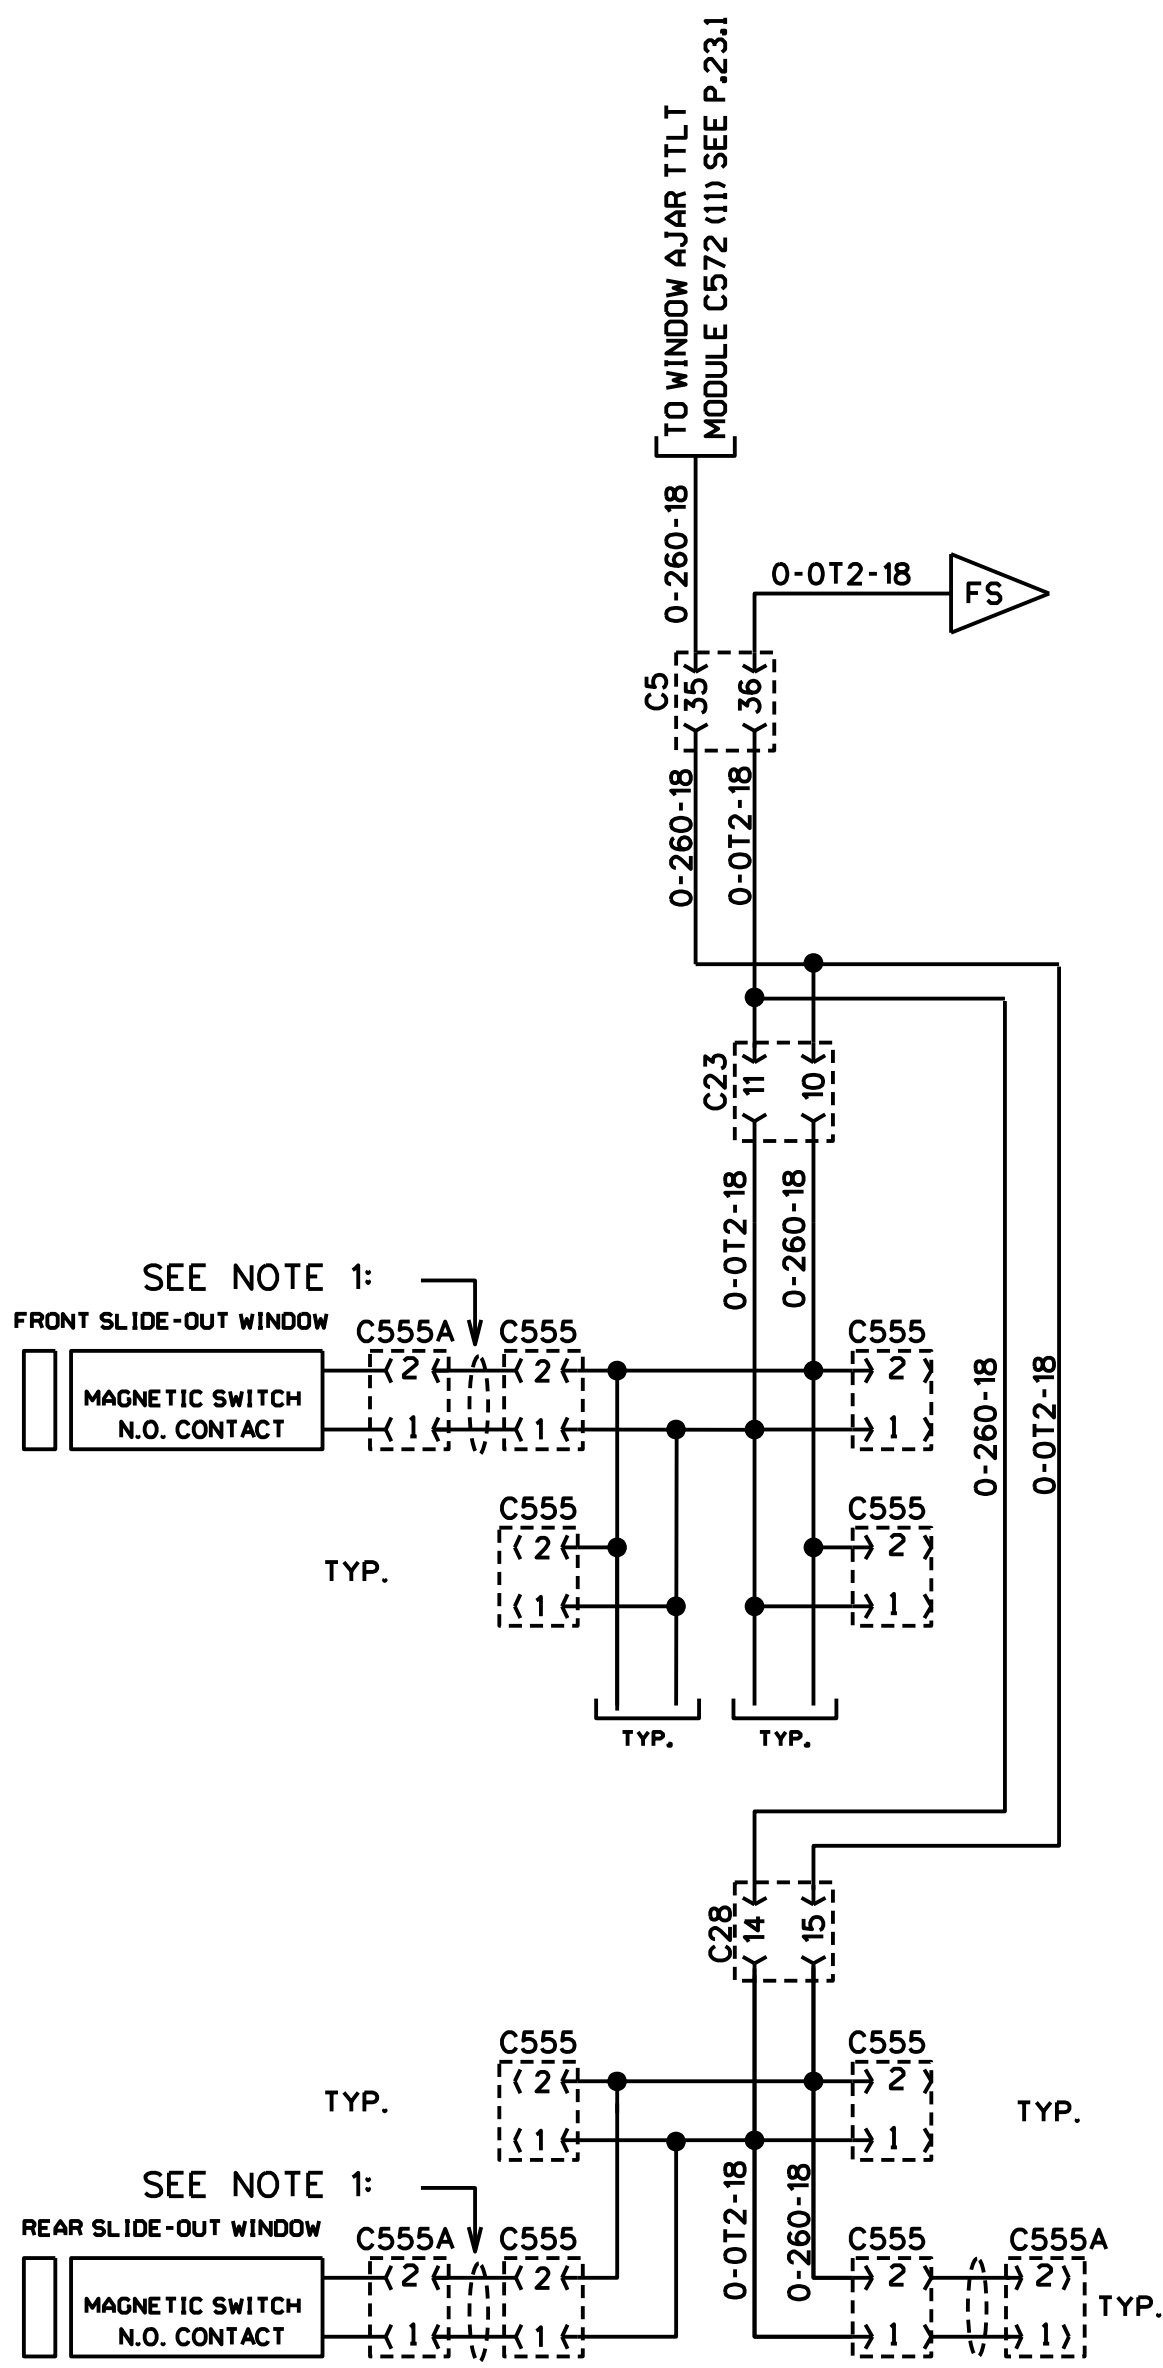 TO WINDOW AJAR TTLT
MODULE C572 (11) SEE P.23.1
0-260-18
0-0T2-18
FS
C5
35
36
0-260-18
0-0T2-18
C23
11
10
0-0T2-18
0-260-18
SEE NOTE 1:
FRONT SLIDE-OUT WINDOW
C555A
C555
C555
MAGNETIC SWITCH
N.O. CONTACT
2
2
2
1
1
1
0-260-18
0-0T2-18
C555
C555
TYP.
2
2
1
1
TYP.
TYP.
C28
14
15
C555
C555
TYP.
2
2
TYP.
1
1
0-0T2-18
0-260-18
SEE NOTE 1:
REAR SLIDE-OUT WINDOW
C555A
C555
C555
C555A
MAGNETIC SWITCH
N.O. CONTACT
2
2
2
2
TYP.
1
1
1
1